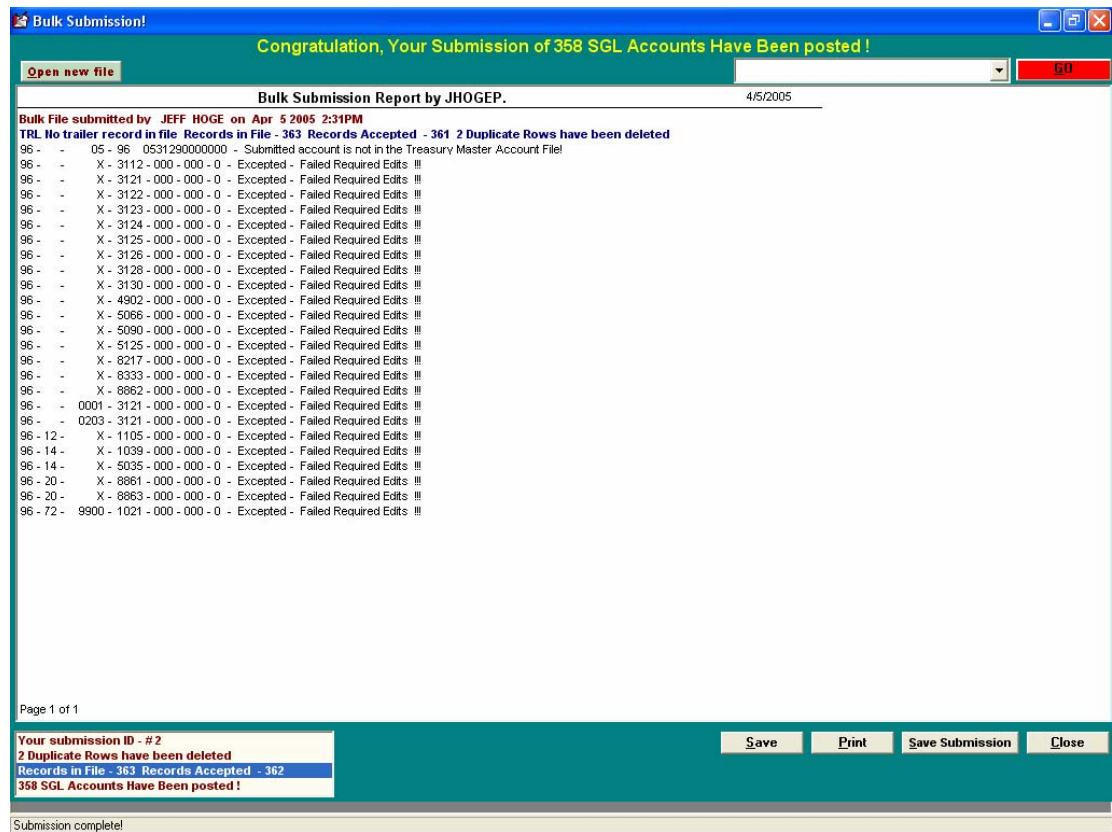 Bulk Submission!
Congratulation, Your Submission of 358 SGL Accounts Have Been posted !
Open new file
GO
Bulk Submission Report by JHOGEP. 4/5/2005
Bulk File submitted by JEFF HOGE on Apr 5 2005 2:31PM
TRL No trailer record in file Records in File - 363 Records Accepted - 361 2 Duplicate Rows have been deleted
96 - - 05 - 96 0531290000000 - Submitted account is not in the Treasury Master Account File!
96 - - X - 3112 - 000 - 000 - 0 - Excepted - Failed Required Edits !!!
96 - - X - 3121 - 000 - 000 - 0 - Excepted - Failed Required Edits !!!
96 - - X - 3122 - 000 - 000 - 0 - Excepted - Failed Required Edits !!!
96 - - X - 3123 - 000 - 000 - 0 - Excepted - Failed Required Edits !!!
96 - - X - 3124 - 000 - 000 - 0 - Excepted - Failed Required Edits !!!
96 - - X - 3125 - 000 - 000 - 0 - Excepted - Failed Required Edits !!!
96 - - X - 3126 - 000 - 000 - 0 - Excepted - Failed Required Edits !!!
96 - - X - 3128 - 000 - 000 - 0 - Excepted - Failed Required Edits !!!
96 - - X - 3130 - 000 - 000 - 0 - Excepted - Failed Required Edits !!!
96 - - X - 4902 - 000 - 000 - 0 - Excepted - Failed Required Edits !!!
96 - - X - 5066 - 000 - 000 - 0 - Excepted - Failed Required Edits !!!
96 - - X - 5090 - 000 - 000 - 0 - Excepted - Failed Required Edits !!!
96 - - X - 5125 - 000 - 000 - 0 - Excepted - Failed Required Edits !!!
96 - - X - 8217 - 000 - 000 - 0 - Excepted - Failed Required Edits !!!
96 - - X - 8333 - 000 - 000 - 0 - Excepted - Failed Required Edits !!!
96 - - X - 8862 - 000 - 000 - 0 - Excepted - Failed Required Edits !!!
96 - - 0001 - 3121 - 000 - 000 - 0 - Excepted - Failed Required Edits !!!
96 - - 0203 - 3121 - 000 - 000 - 0 - Excepted - Failed Required Edits !!!
96 - 12 - X - 1105 - 000 - 000 - 0 - Excepted - Failed Required Edits !!!
96 - 14 - X - 1039 - 000 - 000 - 0 - Excepted - Failed Required Edits !!!
96 - 14 - X - 5035 - 000 - 000 - 0 - Excepted - Failed Required Edits !!!
96 - 20 - X - 8861 - 000 - 000 - 0 - Excepted - Failed Required Edits !!!
96 - 20 - X - 8863 - 000 - 000 - 0 - Excepted - Failed Required Edits !!!
96 - 72 - 9900 - 1021 - 000 - 000 - 0 - Excepted - Failed Required Edits !!!
Page 1 of 1
Your submission ID - # 2
2 Duplicate Rows have been deleted
Records in File - 363 Records Accepted - 362
358 SGL Accounts Have Been posted !
Save Print Save Submission Close
Submission complete!